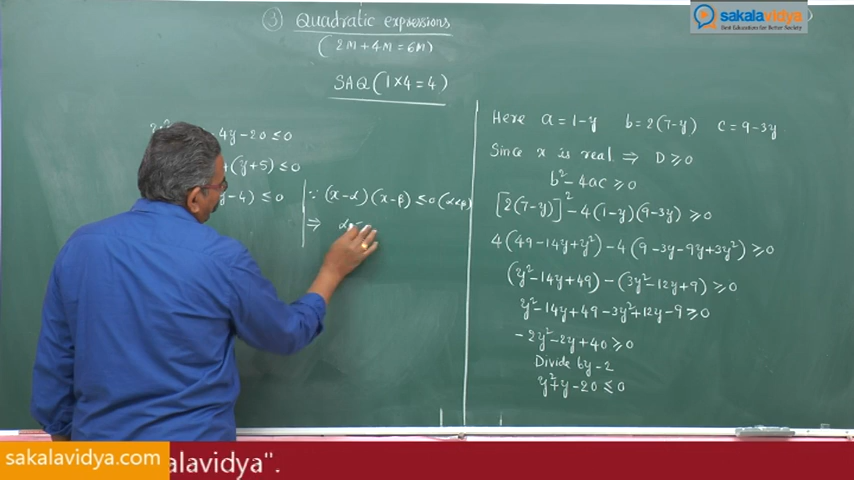 ③ Quadratic expressions
(2M + 4M = 6M)
SAQ (1×4 = 4)
sakalavidya
Best Education for Better Society
4y-20 ≤ 0
+(y+5) ≤ 0
y-4) ≤ 0
∵ (x-α)(x-β) ≤ 0 (α<β)
⇒ α≤
Here a = 1-y b = 2(7-y) c = 9-3y
Since x is real ⇒ D ≥ 0
b²-4ac ≥ 0
[2(7-y)]²-4(1-y)(9-3y) ≥ 0
4(49-14y+y²)-4(9-3y-9y+3y²) ≥ 0
(y²-14y+49)-(3y²-12y+9) ≥ 0
y²-14y+49-3y²+12y-9 ≥ 0
-2y²-2y+40 ≥ 0
Divide by -2
y²+y-20 ≤ 0
sakalavidya.com
alavidya".